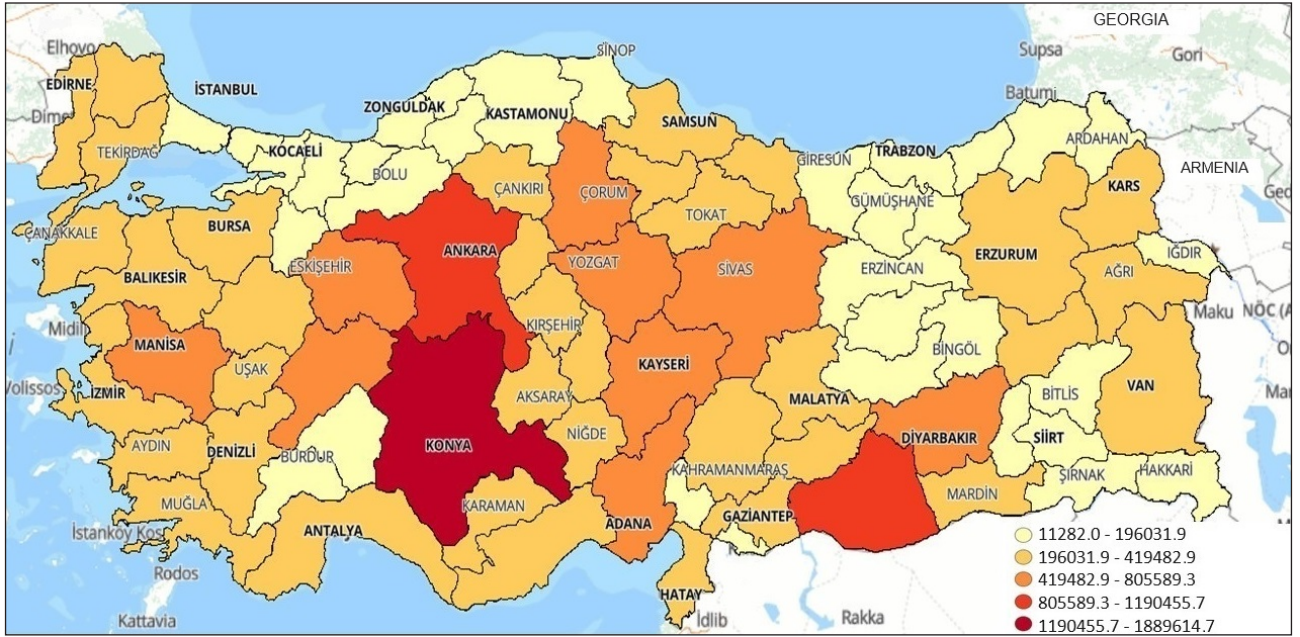 GEORGIA
Elhovo
SİNOP
Supsa
Gori
EDİRNE
İSTANBUL
Batumi
ZONGULDAK
KASTAMONU
SAMSUN
TEKİRDAĞ
KOCAELİ
GİRESUN
TRABZON
ARDAHAN
ARMENIA
BOLU
ÇANKIRI
ÇORUM
KARS
GÜMÜŞHANE
TOKAT
ÇANAKKALE
BURSA
ANKARA
ERZURUM
IĞDIR
ESKİŞEHİR
YOZGAT
SİVAS
ERZİNCAN
AĞRI
BALIKESİR
Maku
NÖC (A
KIRŞEHİR
MANİSA
BİNGÖL
UŞAK
KAYSERİ
İZMİR
AKSARAY
MALATYA
BİTLİS
VAN
AYDIN
DENİZLİ
BURDUR
KONYA
NİĞDE
DİYARBAKIR
SİİRT
KAHRAMANMARAŞ
ŞIRNAK
HAKKARİ
MUĞLA
KARAMAN
MARDİN
İstanköy Kos
ANTALYA
ADANA
GAZİANTEP
11282.0 - 196031.9
196031.9 - 419482.9
Rodos
419482.9 - 805589.3
HATAY
805589.3 - 1190455.7
Kattavia
İdlib
Rakka
1190455.7 - 1889614.7